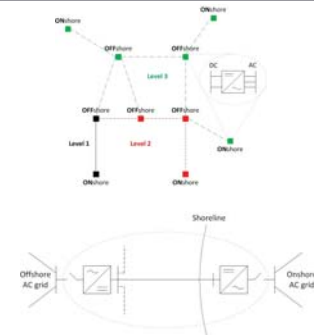 ONshore
ONshore
OFFshore
OFFshore
Level 3
DC
AC
OFFshore
OFFshore
OFFshore
Level 1
Level 2
ONshore
ONshore
ONshore
Shoreline
Offshore
AC grid
Onshore
AC grid